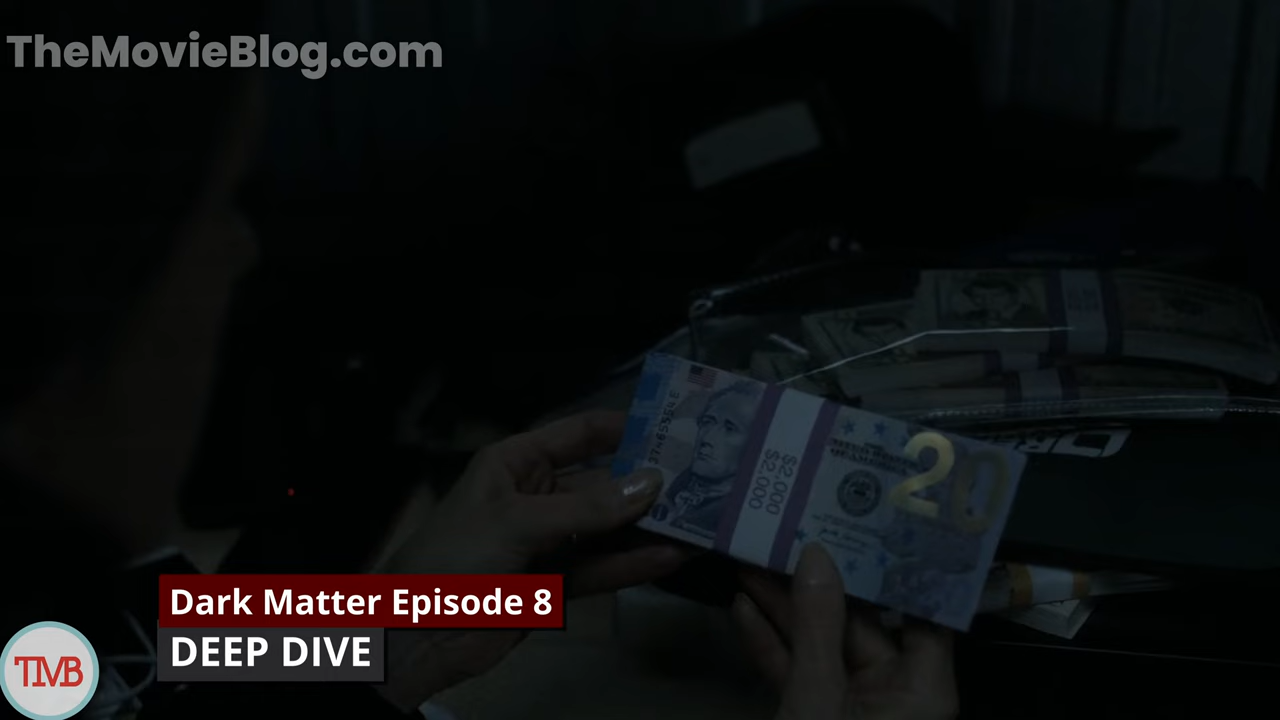 TheMovieBlog.com
$2,000
$2,000
20
Dark Matter Episode 8
DEEP DIVE
TMB